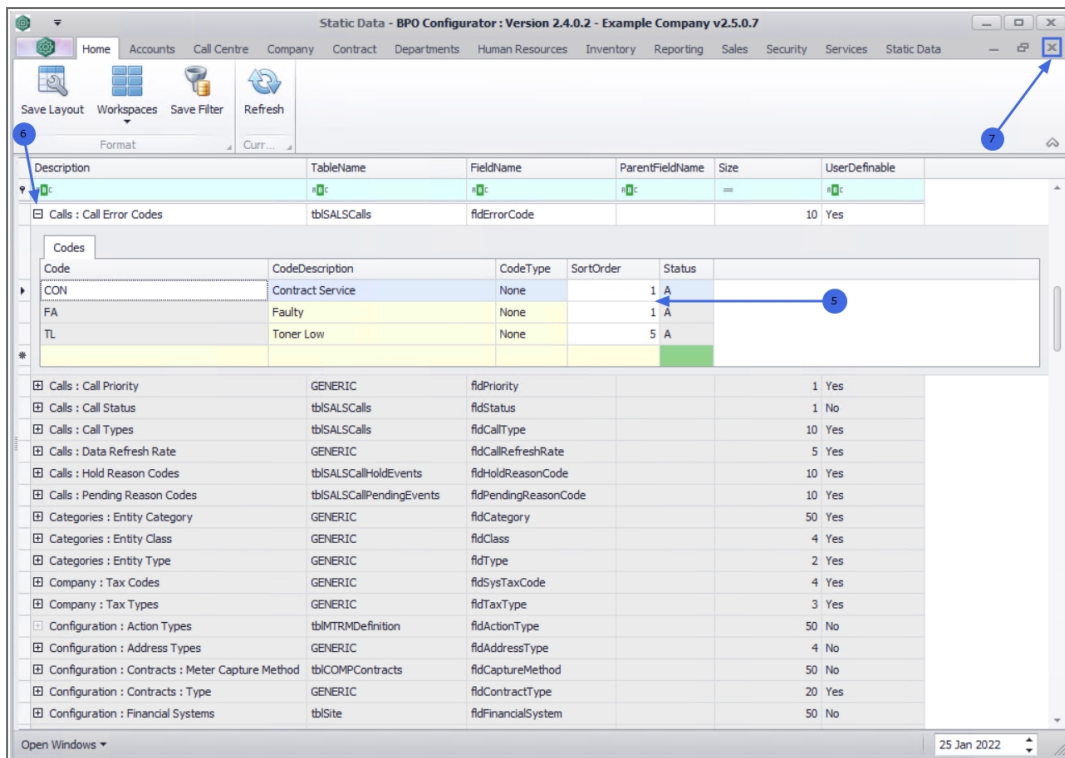 Static Data - BPO Configurator : Version 2.4.0.2 - Example Company v2.5.0.7
Home Accounts Call Centre Company Contract Departments Human Resources Inventory Reporting Sales Security Services Static Data
7
Save Layout Workspaces Save Filter Refresh
6
7
Format Curr...
Description TableName FieldName ParentFieldName Size UserDefinable
ABC ABC ABC ABC = ABC
Calls : Call Error Codes tblSALSCalls fldErrorCode 10 Yes
Codes
Code CodeDescription CodeType SortOrder Status
CON Contract Service None 1 A
5
FA Faulty None 1 A
TL Toner Low None 5 A
Calls : Call Priority GENERIC fldPriority 1 Yes
Calls : Call Status tblSALSCalls fldStatus 1 No
Calls : Call Types tblSALSCalls fldCallType 10 Yes
Calls : Data Refresh Rate GENERIC fldCallRefreshRate 5 Yes
Calls : Hold Reason Codes tblSALSCallHoldEvents fldHoldReasonCode 10 Yes
Calls : Pending Reason Codes tblSALSCallPendingEvents fldPendingReasonCode 10 Yes
Categories : Entity Category GENERIC fldCategory 50 Yes
Categories : Entity Class GENERIC fldClass 4 Yes
Categories : Entity Type GENERIC fldType 2 Yes
Company : Tax Codes GENERIC fldSysTaxCode 4 Yes
Company : Tax Types GENERIC fldTaxType 3 Yes
Configuration : Action Types tblMTRMDefinition fldActionType 50 No
Configuration : Address Types GENERIC fldAddressType 4 No
Configuration : Contracts : Meter Capture Method tblCOMPContracts fldCaptureMethod 50 No
Configuration : Contracts : Type GENERIC fldContractType 20 Yes
Configuration : Financial Systems tblSite fldFinancialSystem 50 No
Open Windows 25 Jan 2022